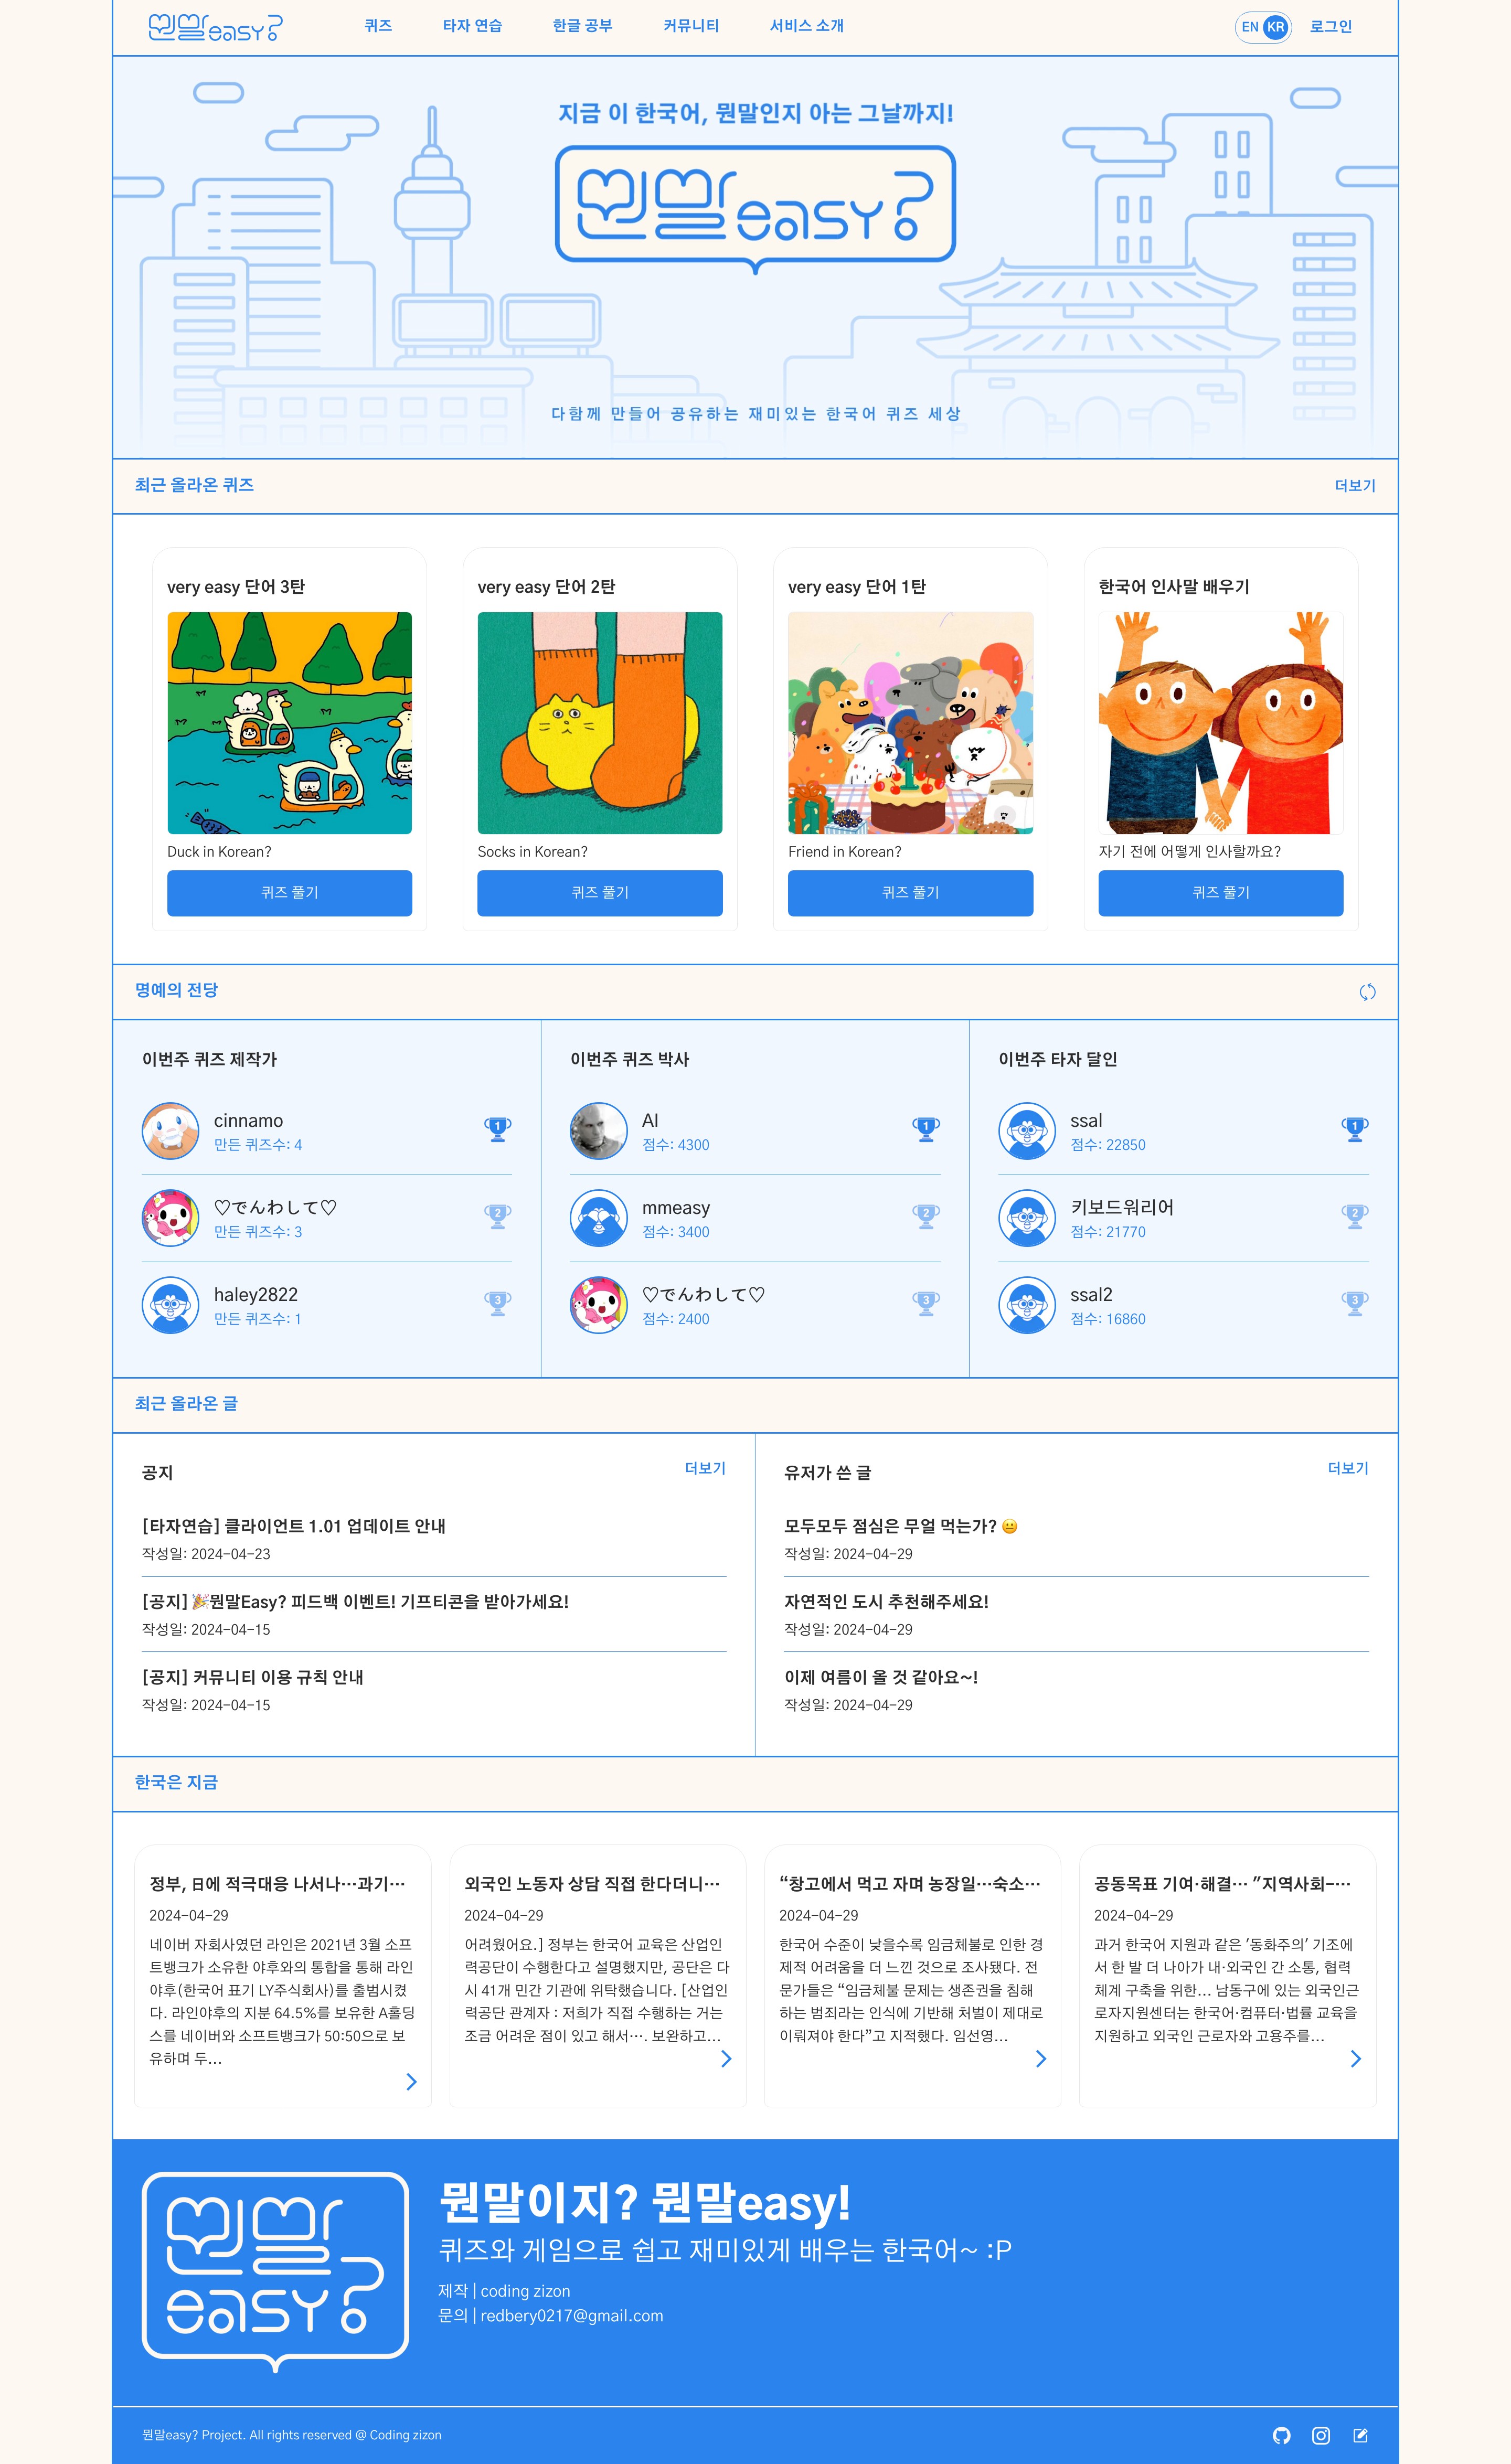 뭔말easy?
퀴즈
타자 연습
한글 공부
커뮤니티
서비스 소개
EN KR
로그인
지금 이 한국어, 뭔말인지 아는 그날까지!
뭔말easy?
다함께 만들어 공유하는 재미있는 한국어 퀴즈 세상
최근 올라온 퀴즈
더보기
very easy 단어 3탄
Duck in Korean?
퀴즈 풀기
very easy 단어 2탄
Socks in Korean?
퀴즈 풀기
very easy 단어 1탄
Friend in Korean?
퀴즈 풀기
한국어 인사말 배우기
자기 전에 어떻게 인사할까요?
퀴즈 풀기
명예의 전당
이번주 퀴즈 제작가
cinnamo
만든 퀴즈수: 4
1
♡でんわして♡
만든 퀴즈수: 3
2
haley2822
만든 퀴즈수: 1
3
이번주 퀴즈 박사
AI
점수: 4300
1
mmeasy
점수: 3400
2
♡でんわして♡
점수: 2400
3
이번주 타자 달인
ssal
점수: 22850
1
키보드워리어
점수: 21770
2
ssal2
점수: 16860
3
최근 올라온 글
공지
더보기
[타자연습] 클라이언트 1.01 업데이트 안내
작성일: 2024-04-23
[공지] 🎉뭔말Easy? 피드백 이벤트! 기프티콘을 받아가세요!
작성일: 2024-04-15
[공지] 커뮤니티 이용 규칙 안내
작성일: 2024-04-15
유저가 쓴 글
더보기
모두모두 점심은 무얼 먹는가? 😐
작성일: 2024-04-29
자연적인 도시 추천해주세요!
작성일: 2024-04-29
이제 여름이 올 것 같아요~!
작성일: 2024-04-29
한국은 지금
정부, 日에 적극대응 나서나…과기…
2024-04-29
네이버 자회사였던 라인은 2021년 3월 소프
트뱅크가 소유한 야후와의 통합을 통해 라인
야후(한국어 표기 LY주식회사)를 출범시켰
다. 라인야후의 지분 64.5%를 보유한 A홀딩
스를 네이버와 소프트뱅크가 50:50으로 보
유하며 두...
외국인 노동자 상담 직접 한다더니…
2024-04-29
어려웠어요.] 정부는 한국어 교육은 산업인
력공단이 수행한다고 설명했지만, 공단은 다
시 41개 민간 기관에 위탁했습니다. [산업인
력공단 관계자 : 저희가 직접 수행하는 거는
조금 어려운 점이 있고 해서…. 보완하고...
“창고에서 먹고 자며 농장일…숙소…
2024-04-29
한국어 수준이 낮을수록 임금체불로 인한 경
제적 어려움을 더 느낀 것으로 조사됐다. 전
문가들은 “임금체불 문제는 생존권을 침해
하는 범죄라는 인식에 기반해 처벌이 제대로
이뤄져야 한다”고 지적했다. 임선영...
공동목표 기여·해결… "지역사회-…
2024-04-29
과거 한국어 지원과 같은 '동화주의' 기조에
서 한 발 더 나아가 내·외국인 간 소통, 협력
체계 구축을 위한... 남동구에 있는 외국인근
로자지원센터는 한국어·컴퓨터·법률 교육을
지원하고 외국인 근로자와 고용주를...
뭔말
easy?
뭔말이지? 뭔말easy!
퀴즈와 게임으로 쉽고 재미있게 배우는 한국어~ :P
제작 | coding zizon
문의 | redbery0217@gmail.com
뭔말easy? Project. All rights reserved @ Coding zizon